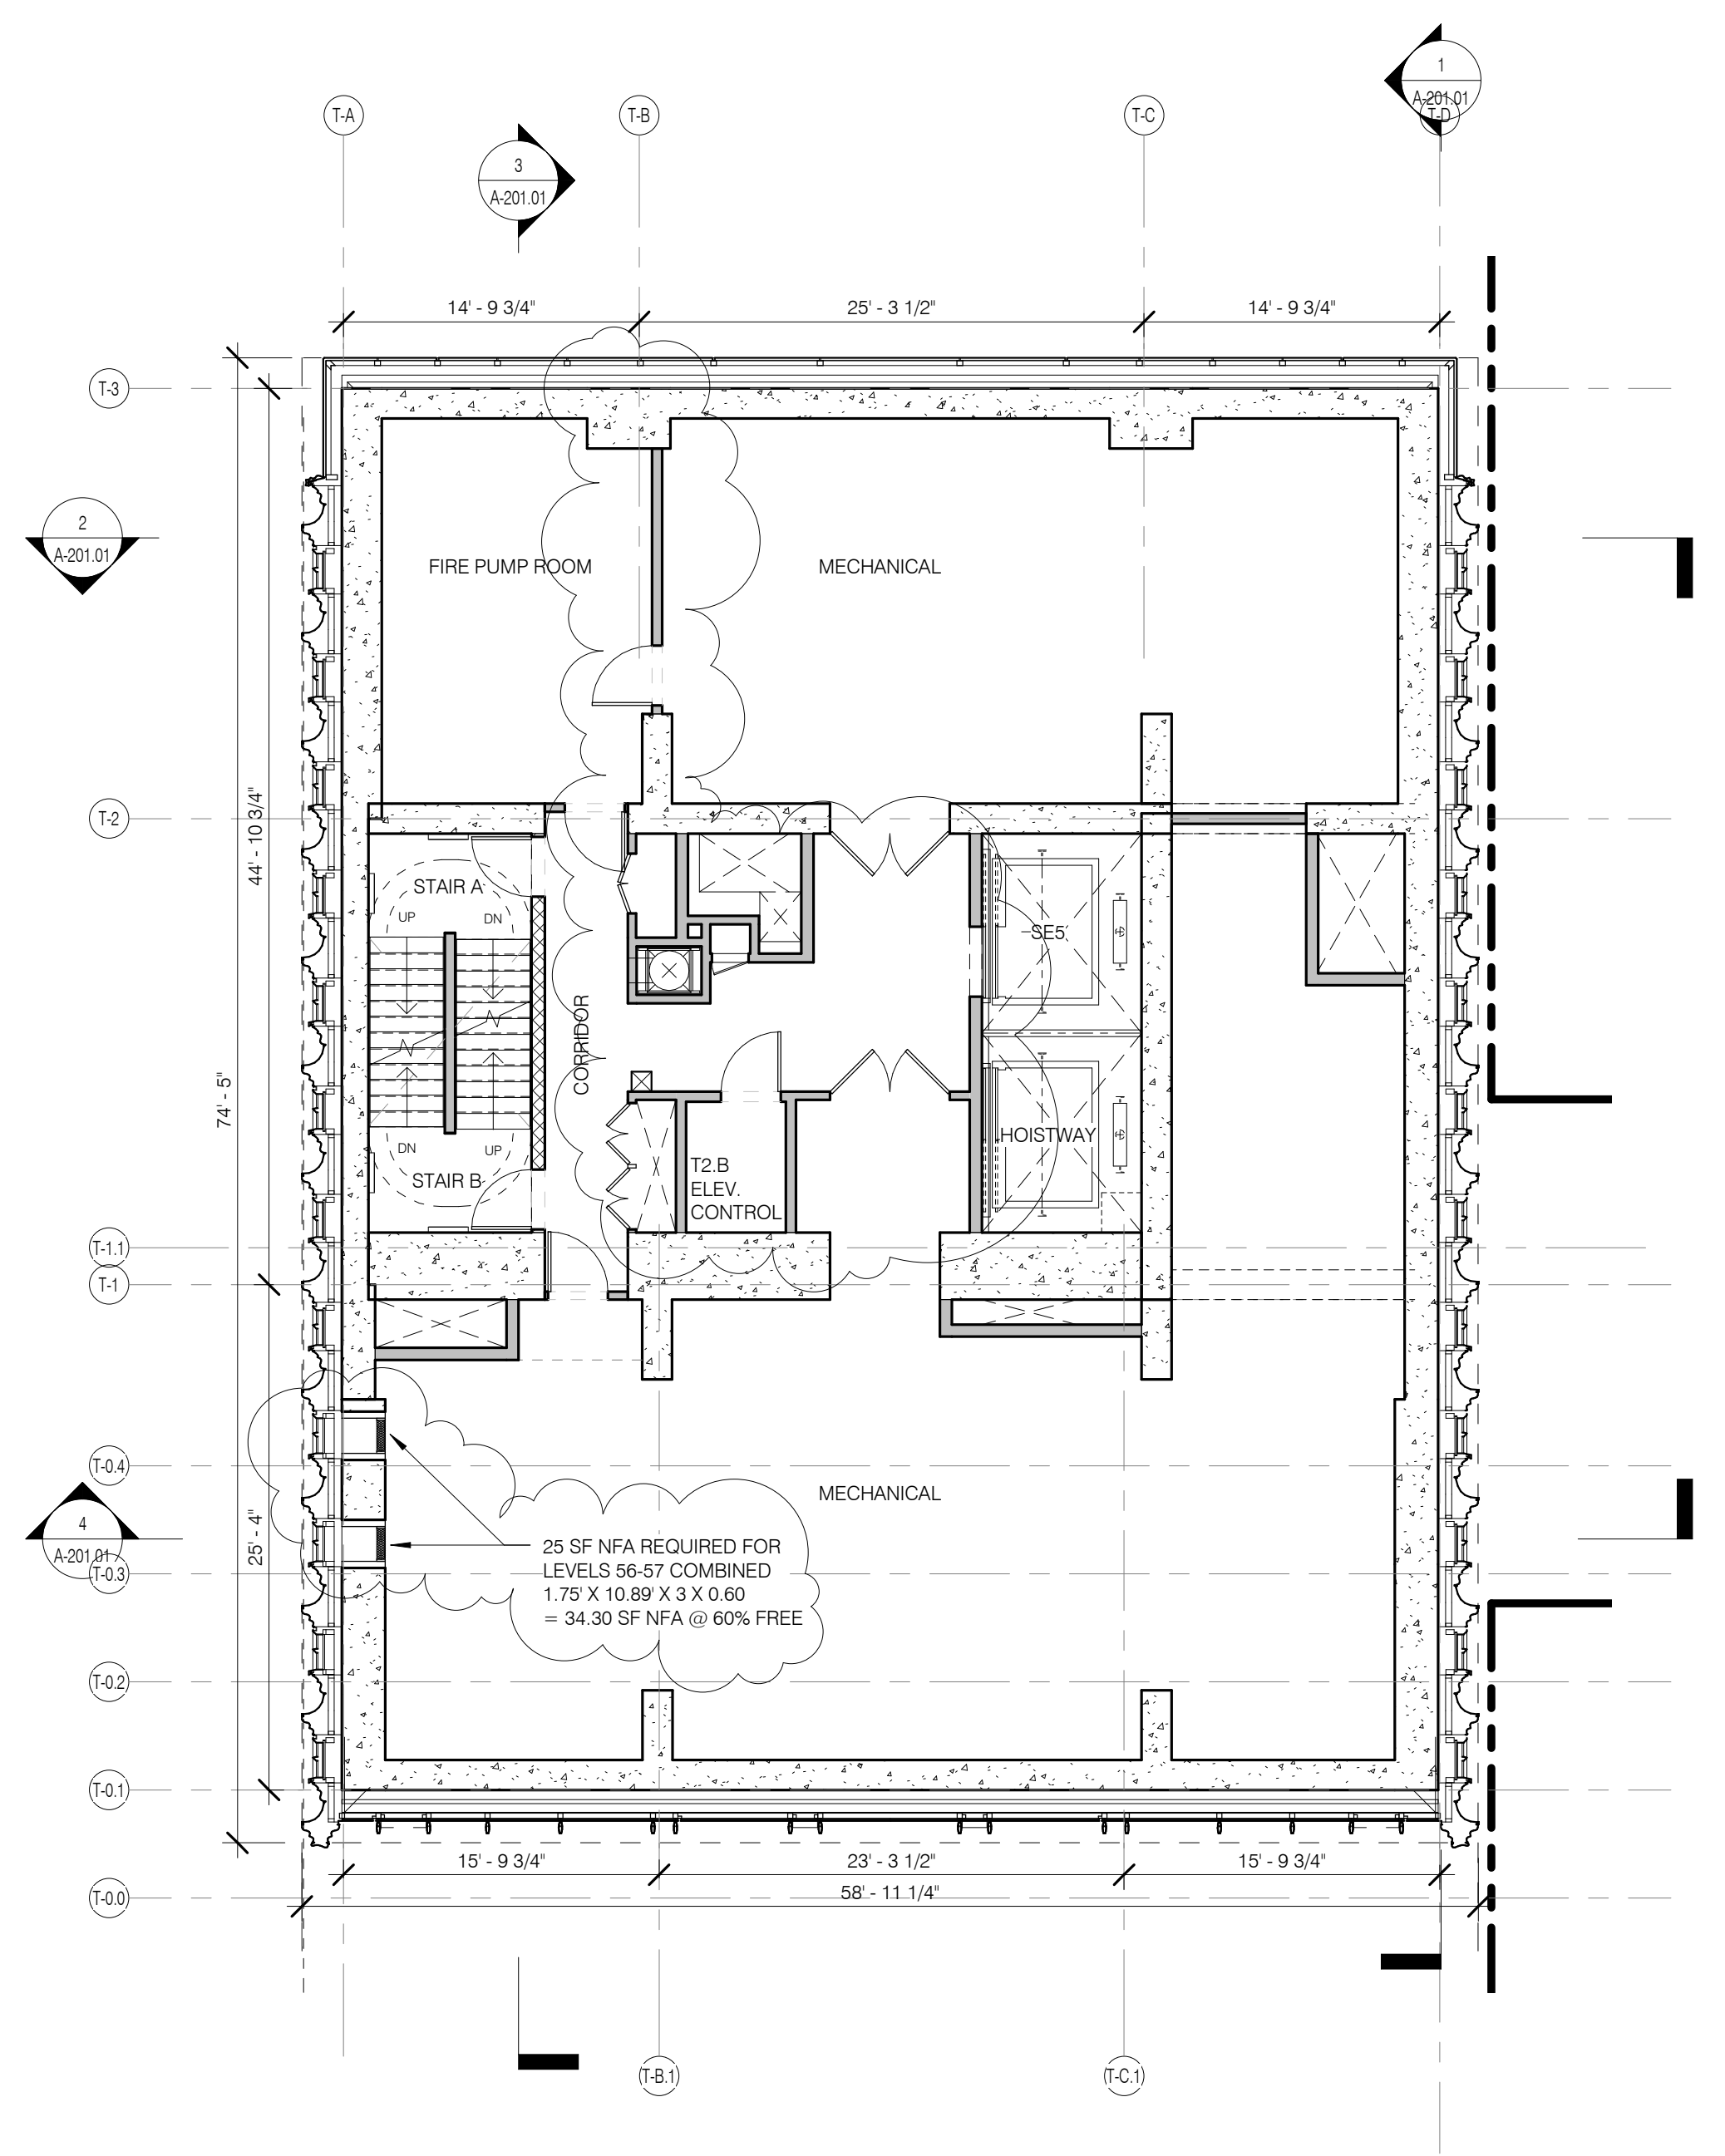 1
A-201.01
T-A
T-B
T-C
T-D
3
A-201.01
14' - 9 3/4"
25' - 3 1/2"
14' - 9 3/4"
T-3
2
A-201.01
FIRE PUMP ROOM
MECHANICAL
T-2
44' - 10 3/4"
STAIR A
UP
DN
SE5
CORRIDOR
74' - 5"
HOISTWAY
DN
UP
STAIR B
T2.B
ELEV.
CONTROL
T-1.1
T-1
T-0.4
MECHANICAL
4
A-201.01
25' - 4"
25 SF NFA REQUIRED FOR
LEVELS 56-57 COMBINED
1.75' X 10.89' X 3 X 0.60
= 34.30 SF NFA @ 60% FREE
T-0.3
T-0.2
T-0.1
15' - 9 3/4"
23' - 3 1/2"
15' - 9 3/4"
58' - 11 1/4"
T-0.0
T-B.1
T-C.1